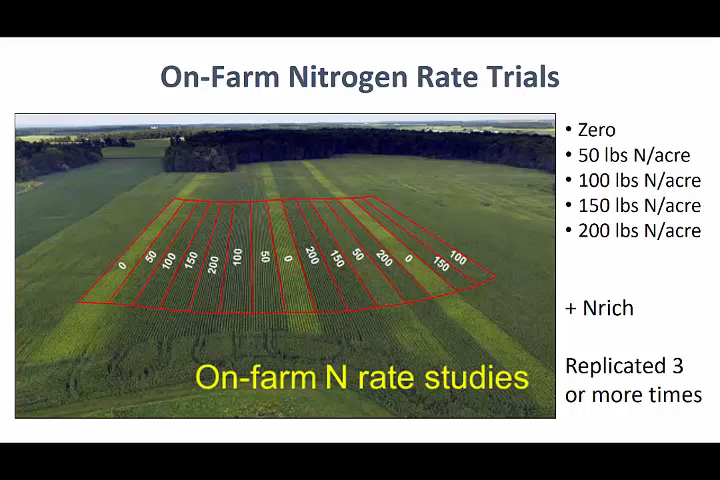 On-Farm Nitrogen Rate Trials
• Zero
• 50 lbs N/acre
• 100 lbs N/acre
• 150 lbs N/acre
• 200 lbs N/acre
+ Nrich
Replicated 3
or more times
0 50 100 150 200 100 50 0 200 150 50 200 0 150 100
On-farm N rate studies